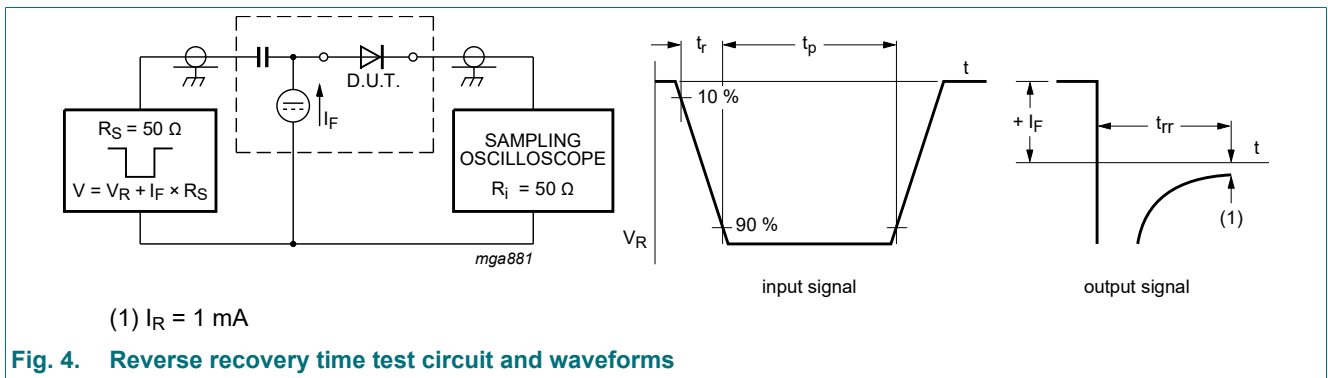 D.U.T.
I_F
R_S = 50 Ω
V = V_R + I_F × R_S
SAMPLING
OSCILLOSCOPE
R_i = 50 Ω
mga881
t_r
t_p
t
10 %
90 %
V_R
input signal
+ I_F
t_rr
t
(1)
output signal
(1) I_R = 1 mA
Fig. 4. Reverse recovery time test circuit and waveforms